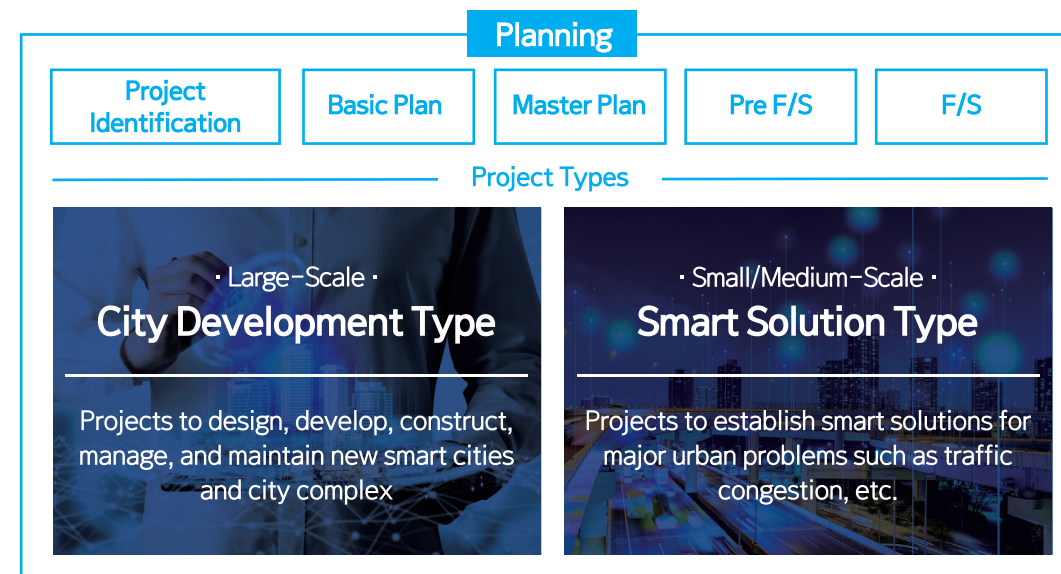 Planning
Project
Identification
Basic Plan
Master Plan
Pre F/S
F/S
Project Types
· Large-Scale ·
City Development Type
Projects to design, develop, construct,
manage, and maintain new smart cities
and city complex
· Small/Medium-Scale ·
Smart Solution Type
Projects to establish smart solutions for
major urban problems such as traffic
congestion, etc.